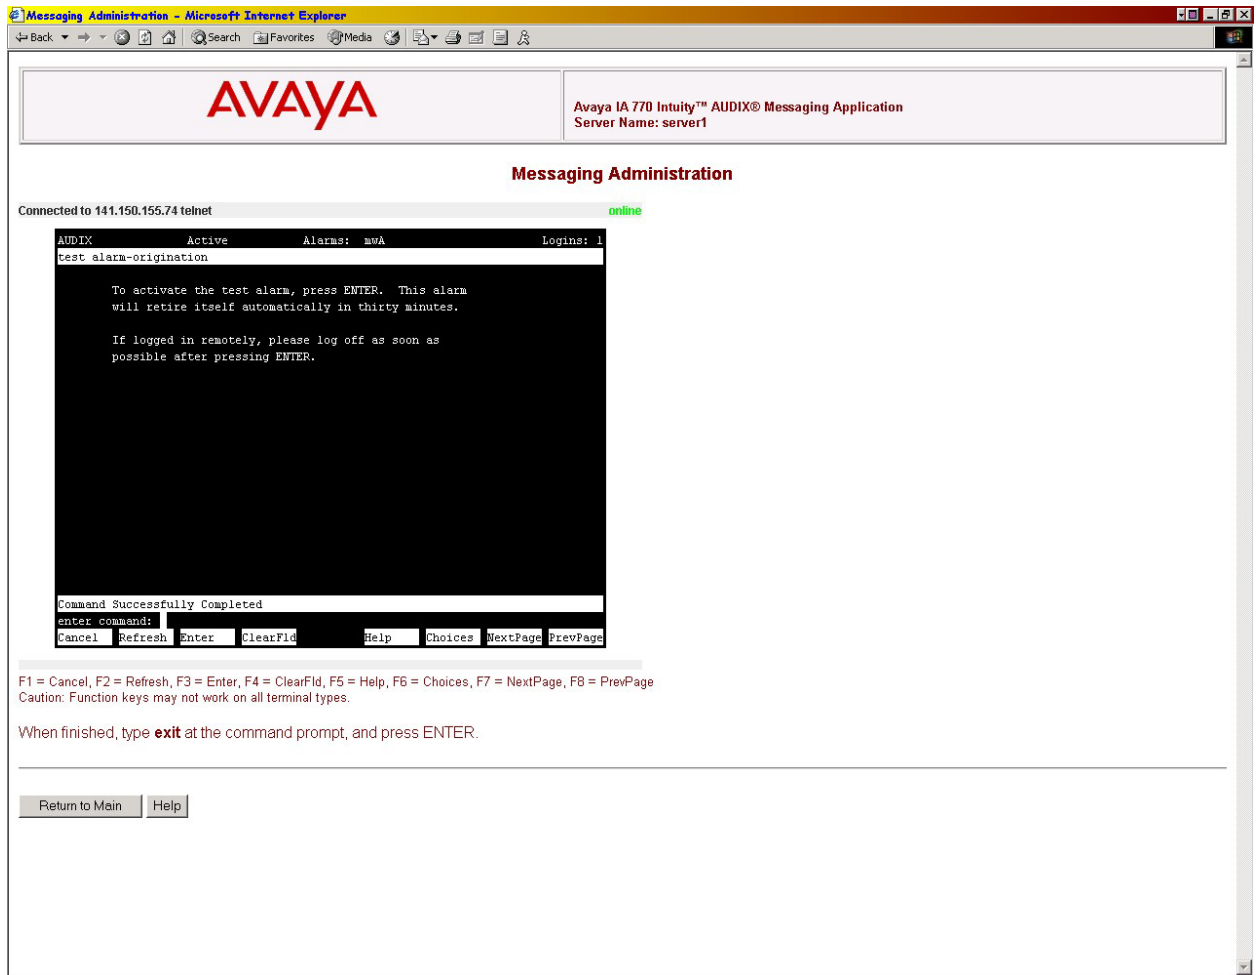 Messaging Administration - Microsoft Internet Explorer
Back Search Favorites Media
AVAYA
Avaya IA 770 Intuity™ AUDIX® Messaging Application
Server Name: server1
Messaging Administration
Connected to 141.150.155.74 telnet online
AUDIX Active Alarms: mwA Logins: 1
test alarm-origination
To activate the test alarm, press ENTER. This alarm
will retire itself automatically in thirty minutes.
If logged in remotely, please log off as soon as
possible after pressing ENTER.
Command Successfully Completed
enter command:
Cancel Refresh Enter ClearFld Help Choices NextPage PrevPage
F1 = Cancel, F2 = Refresh, F3 = Enter, F4 = ClearFld, F5 = Help, F6 = Choices, F7 = NextPage, F8 = PrevPage
Caution: Function keys may not work on all terminal types.
When finished, type exit at the command prompt, and press ENTER.
Return to Main Help